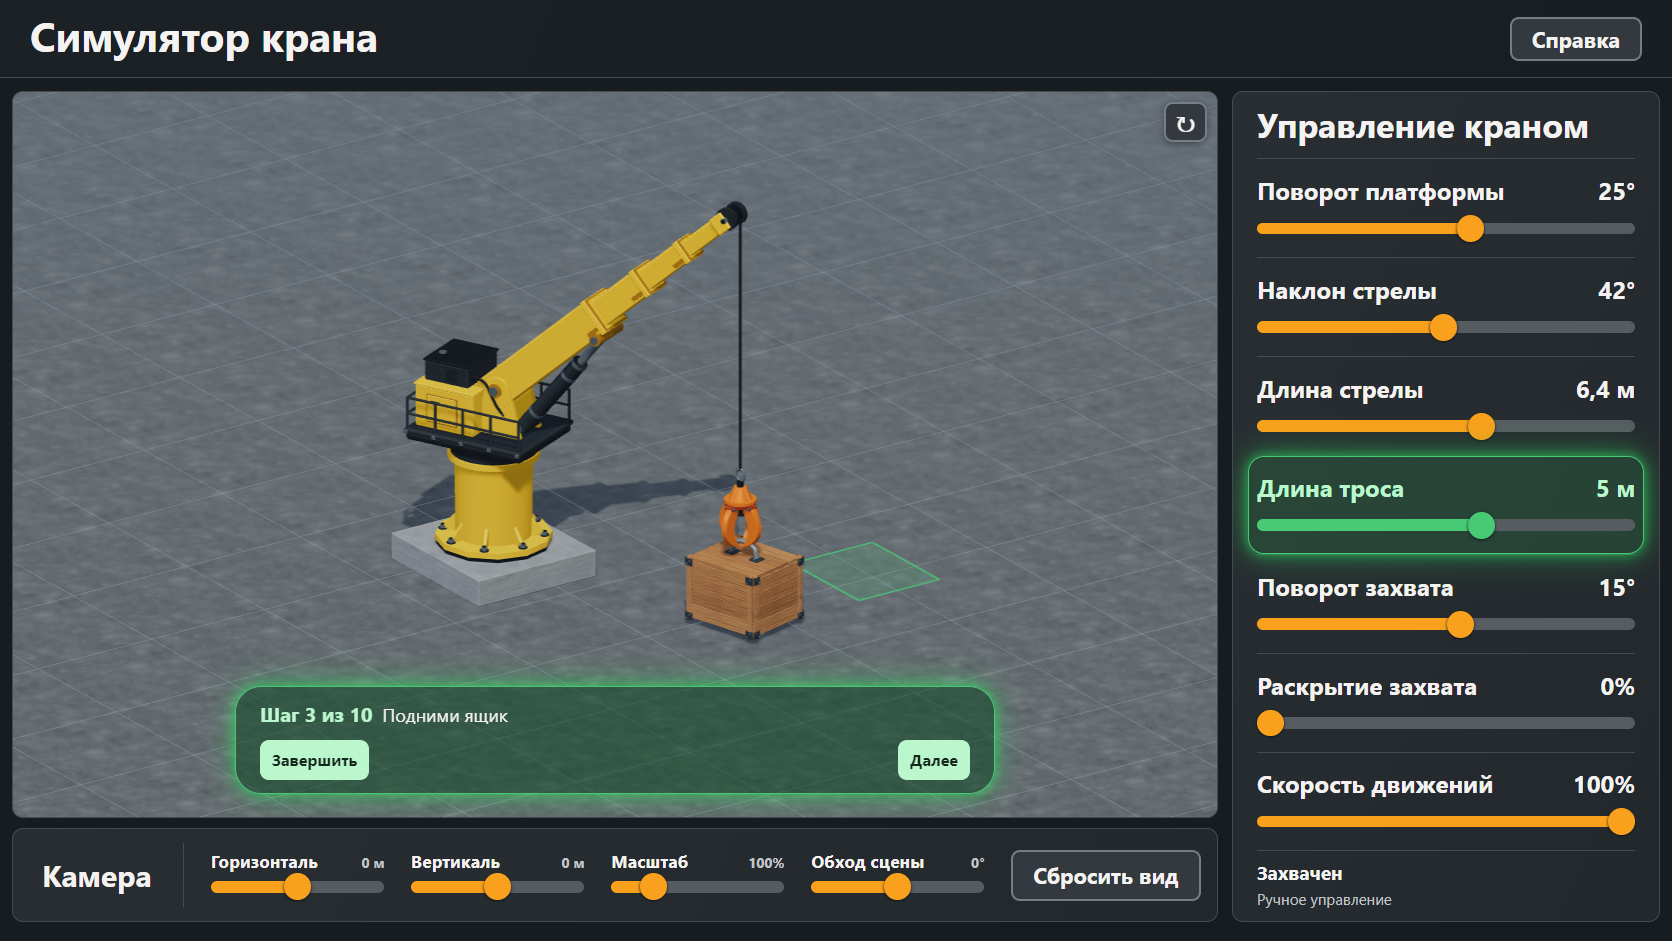 Симулятор крана
Справка
↻
Управление краном
Поворот платформы 25°
Наклон стрелы 42°
Длина стрелы 6,4 м
Длина троса 5 м
Поворот захвата 15°
Раскрытие захвата 0%
Скорость движений 100%
Захвачен
Ручное управление
Шаг 3 из 10 Подними ящик
Завершить Далее
Камера
Горизонталь 0 м
Вертикаль 0 м
Масштаб 100%
Обход сцены 0°
Сбросить вид